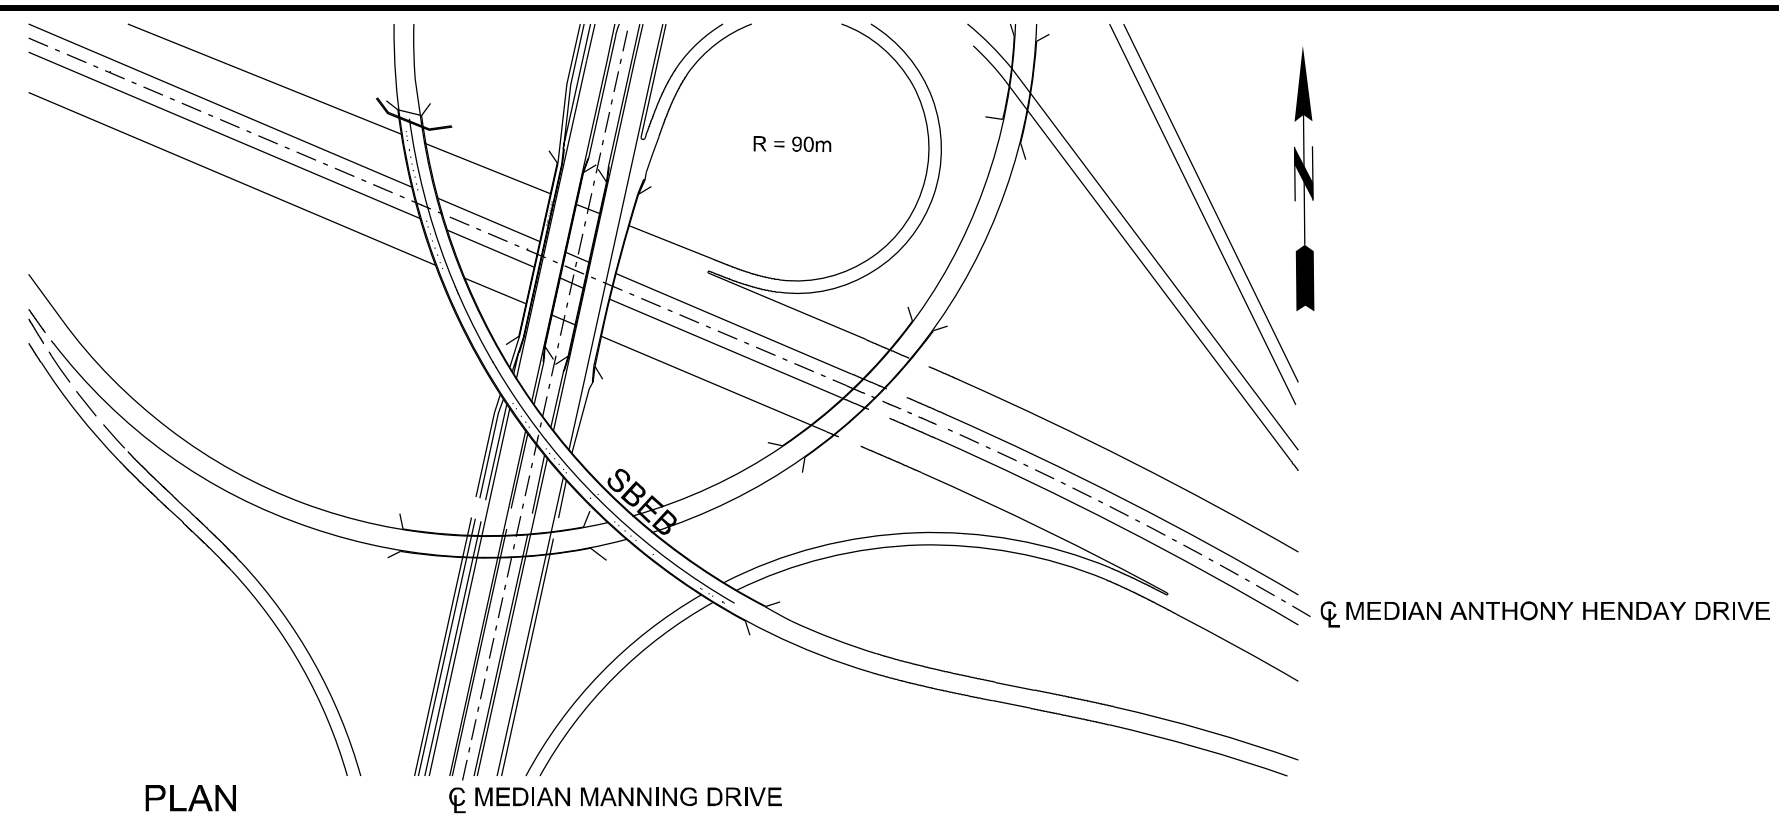 R = 90m
N
SBEB
℄ MEDIAN ANTHONY HENDAY DRIVE
PLAN
℄ MEDIAN MANNING DRIVE